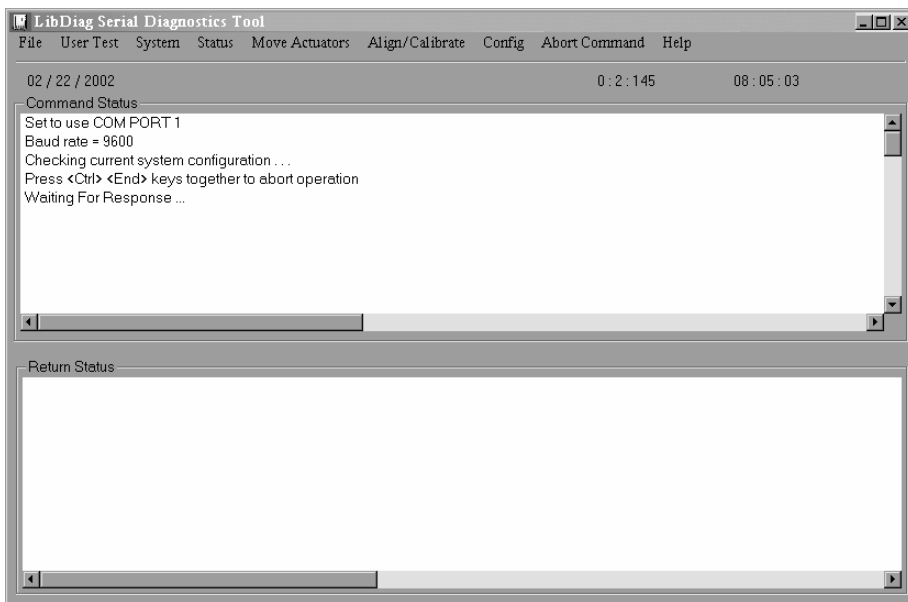 LibDiag Serial Diagnostics Tool
File User Test System Status Move Actuators Align/Calibrate Config Abort Command Help
02 / 22 / 2002 0 : 2 : 145 08 : 05 : 03
Command Status
Set to use COM PORT 1
Baud rate = 9600
Checking current system configuration . . .
Press <Ctrl> <End> keys together to abort operation
Waiting For Response ...
Return Status